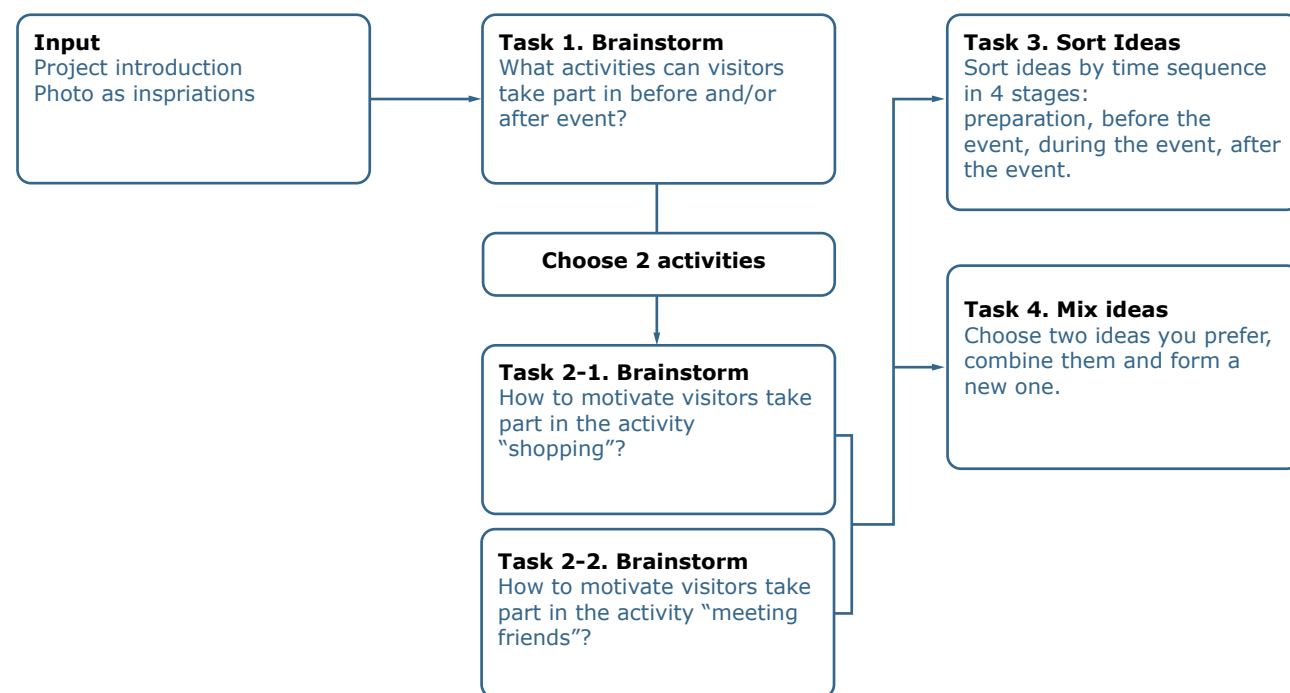 Input
Project introduction
Photo as inspriations
Task 1. Brainstorm
What activities can visitors
take part in before and/or
after event?
Choose 2 activities
Task 2-1. Brainstorm
How to motivate visitors take
part in the activity
“shopping”?
Task 2-2. Brainstorm
How to motivate visitors take
part in the activity “meeting
friends”?
Task 3. Sort Ideas
Sort ideas by time sequence
in 4 stages:
preparation, before the
event, during the event, after
the event.
Task 4. Mix ideas
Choose two ideas you prefer,
combine them and form a
new one.